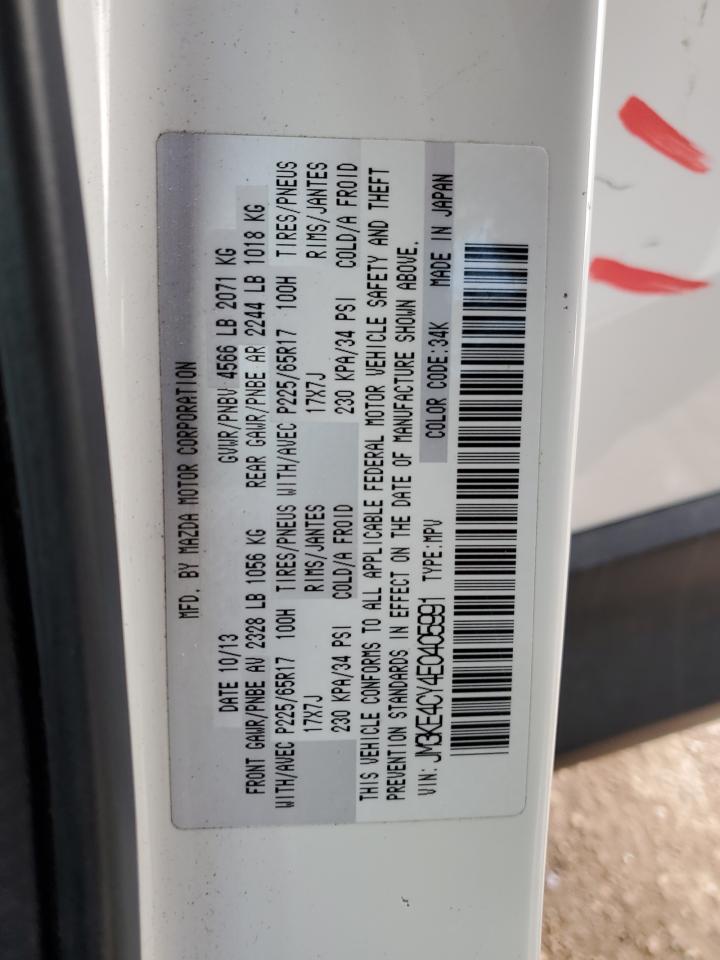 MFD. BY MAZDA MOTOR CORPORATION
DATE 10/13 GVWR/PNBV 4566 LB 2071 KG
FRONT GAWR/PNBE AV 2328 LB 1056 KG REAR GAWR/PNBE AR 2244 LB 1018 KG
WITH/AVEC P225/65R17 100H TIRES/PNEUS WITH/AVEC P225/65R17 100H TIRES/PNEUS
17X7J RIMS/JANTES 17X7J RIMS/JANTES
230 KPA/34 PSI COLD/A FROID 230 KPA/34 PSI COLD/A FROID
THIS VEHICLE CONFORMS TO ALL APPLICABLE FEDERAL MOTOR VEHICLE SAFETY AND THEFT
PREVENTION STANDARDS IN EFFECT ON THE DATE OF MANUFACTURE SHOWN ABOVE.
VIN: JM3KE4CY4E0405991 TYPE:MPV COLOR CODE:34K MADE IN JAPAN